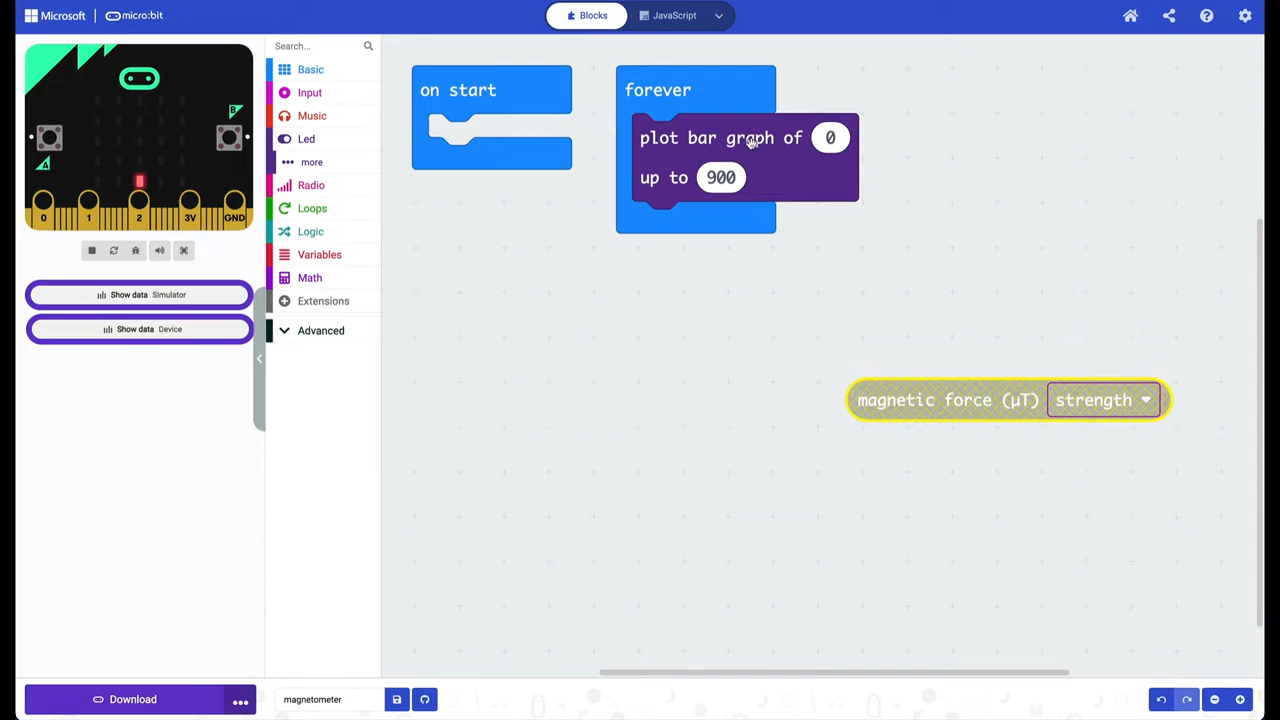 Microsoft micro:bit Blocks JavaScript
Search...
Basic
Input
Music
Led
more
Radio
Loops
Logic
Variables
Math
Extensions
Advanced
A
B
0 1 2 3V GND
Show data Simulator
Show data Device
on start
forever
plot bar graph of 0
up to 900
magnetic force (µT) strength
Download ... magnetometer